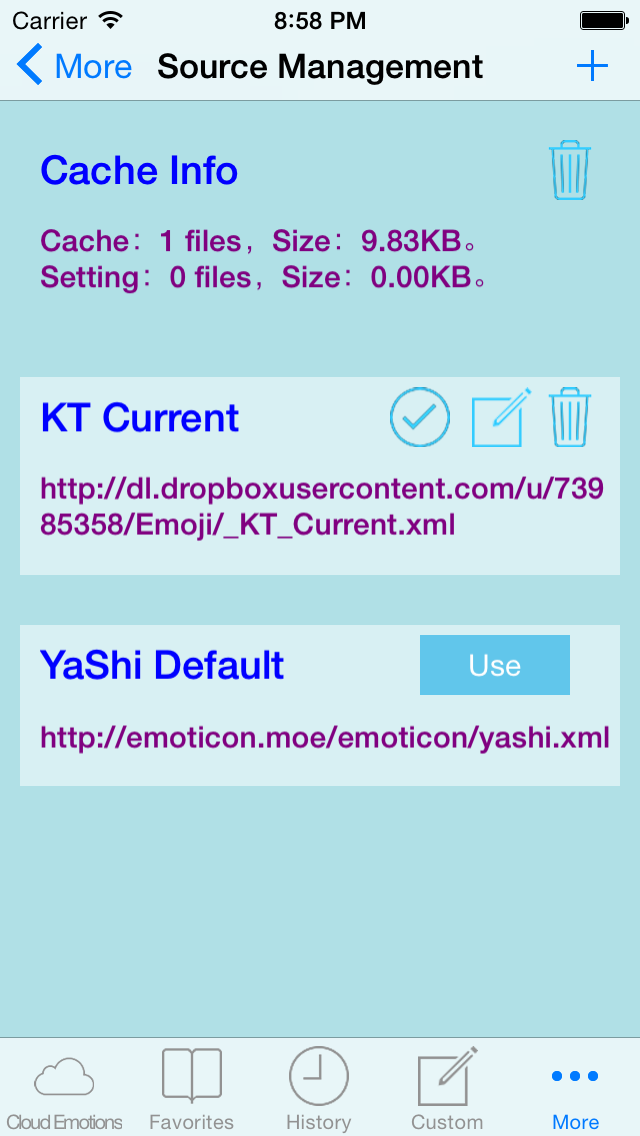 Carrier 8:58 PM
More Source Management
Cache Info
Cache：1 files，Size：9.83KB。
Setting：0 files，Size：0.00KB。
KT Current
http://dl.dropboxusercontent.com/u/739
85358/Emoji/_KT_Current.xml
YaShi Default Use
http://emoticon.moe/emoticon/yashi.xml
Cloud Emotions Favorites History Custom More